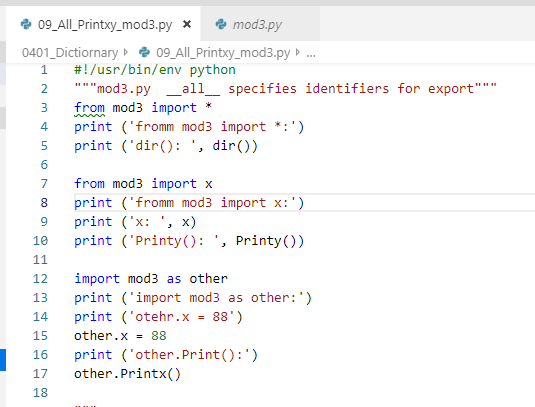 09_All_Printxy_mod3.py × mod3.py
0401_Dictiornary > 09_All_Printxy_mod3.py > ...
1 #!/usr/bin/env python
2 """mod3.py  __all__ specifies identifiers for export"""
3 from mod3 import *
4 print ('fromm mod3 import *:')
5 print ('dir(): ', dir())
6
7 from mod3 import x
8 print ('fromm mod3 import x:')
9 print ('x: ', x)
10 print ('Printy(): ', Printy())
11
12 import mod3 as other
13 print ('import mod3 as other:')
14 print ('otehr.x = 88')
15 other.x = 88
16 print ('other.Print():')
17 other.Printx()
18
"""